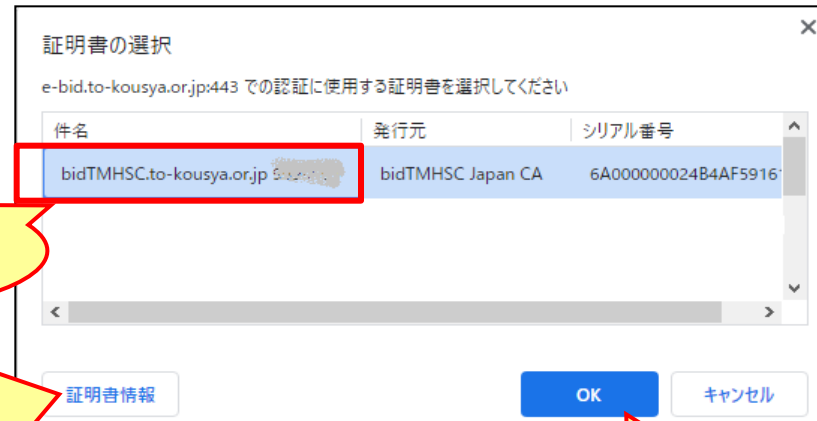 証明書の選択
e-bid.to-kousya.or.jp:443 での認証に使用する証明書を選択してください
件名 発行元 シリアル番号
bidTMHSC.to-kousya.or.jp bidTMHSC Japan CA 6A000000024B4AF5916
証明書情報 OK キャンセル